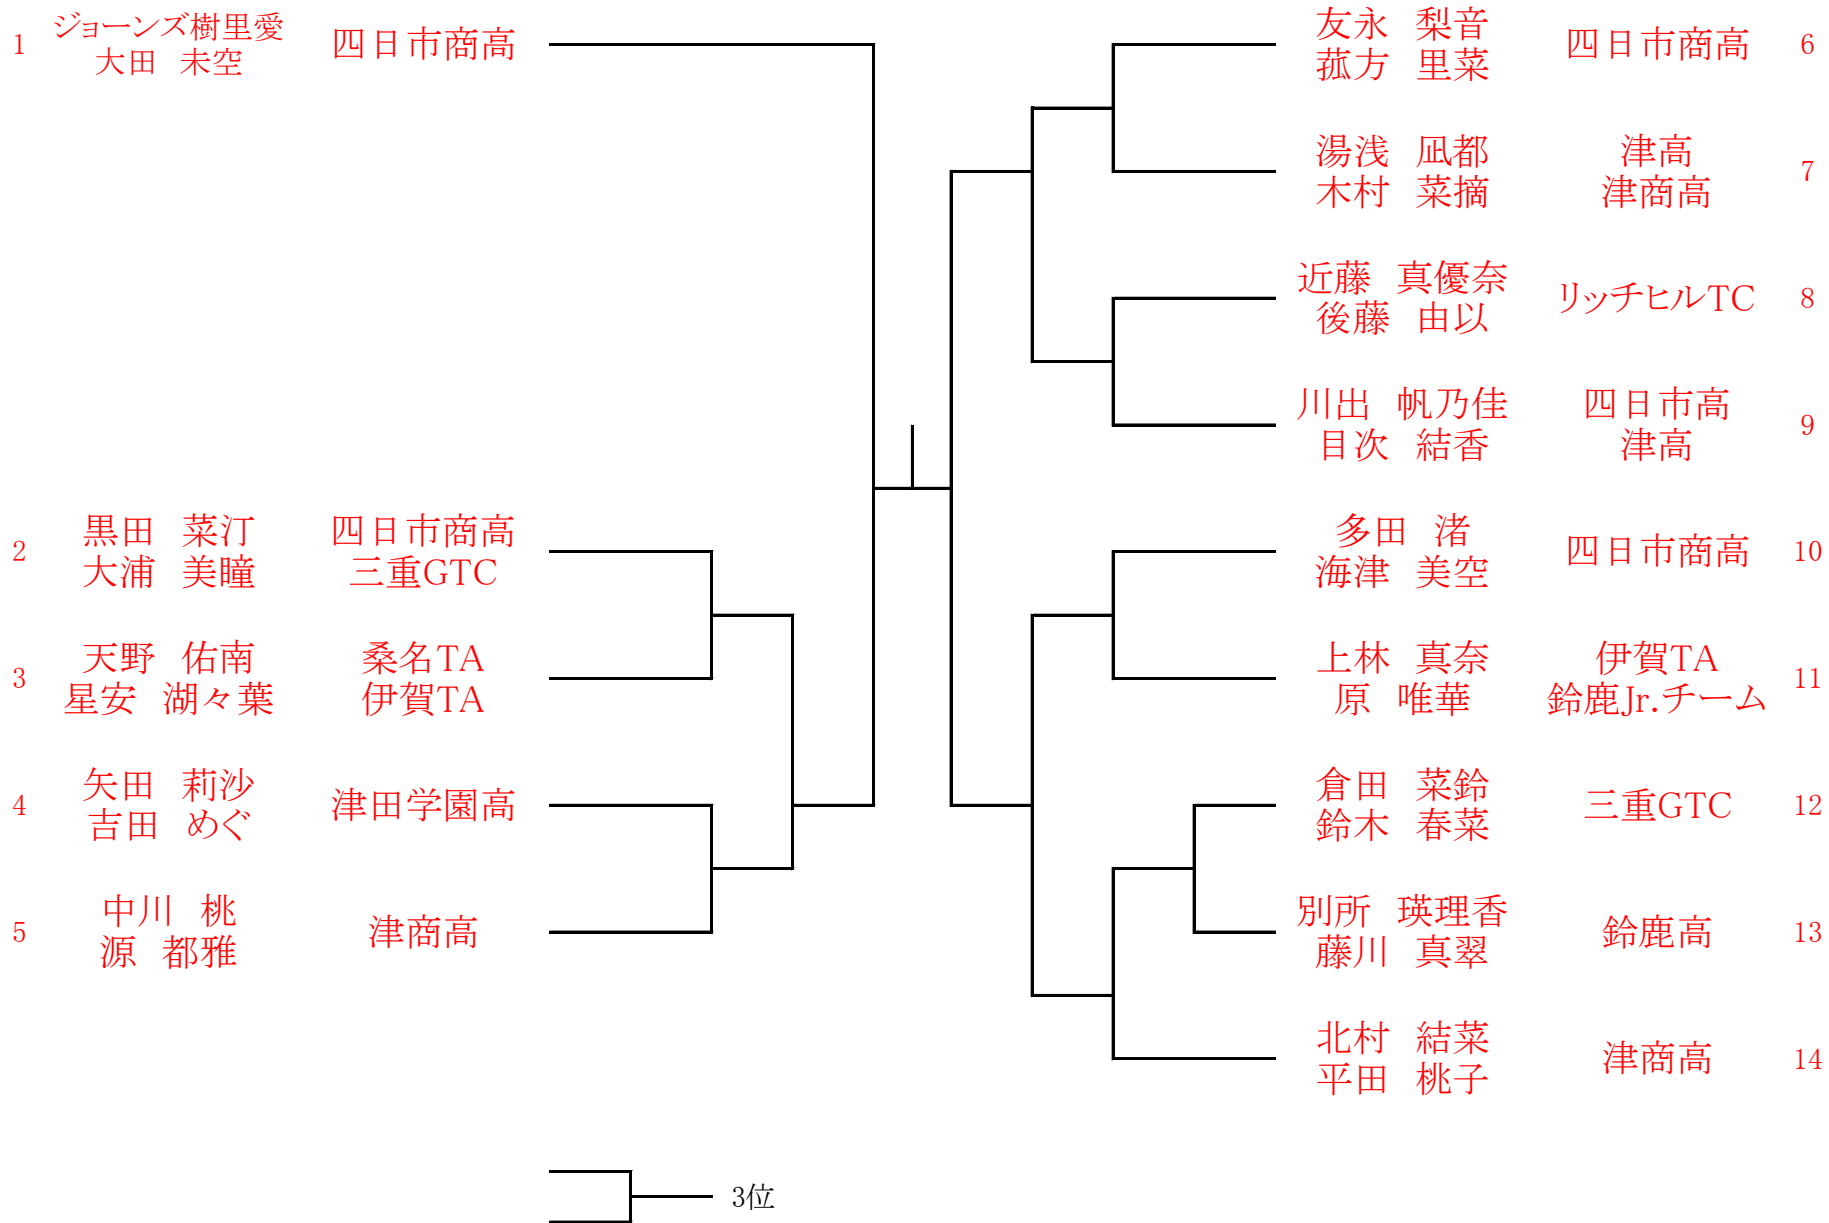 1 ジョーンズ樹里愛 四日市商高
大田 未空
2 黒田 菜汀 四日市商高
大浦 美瞳 三重GTC
3 天野 佑南 桑名TA
星安 湖々葉 伊賀TA
4 矢田 莉沙 津田学園高
吉田 めぐ
5 中川 桃 津商高
源 都雅
友永 梨音 四日市商高 6
菰方 里菜
湯浅 凪都 津高 7
木村 菜摘 津商高
近藤 真優奈 リッチヒルTC 8
後藤 由以
川出 帆乃佳 四日市高 9
目次 結香 津高
多田 渚 四日市商高 10
海津 美空
上林 真奈 伊賀TA 11
原 唯華 鈴鹿Jr.チーム
倉田 菜鈴 三重GTC 12
鈴木 春菜
別所 瑛理香 鈴鹿高 13
藤川 真翠
北村 結菜 津商高 14
平田 桃子
3位